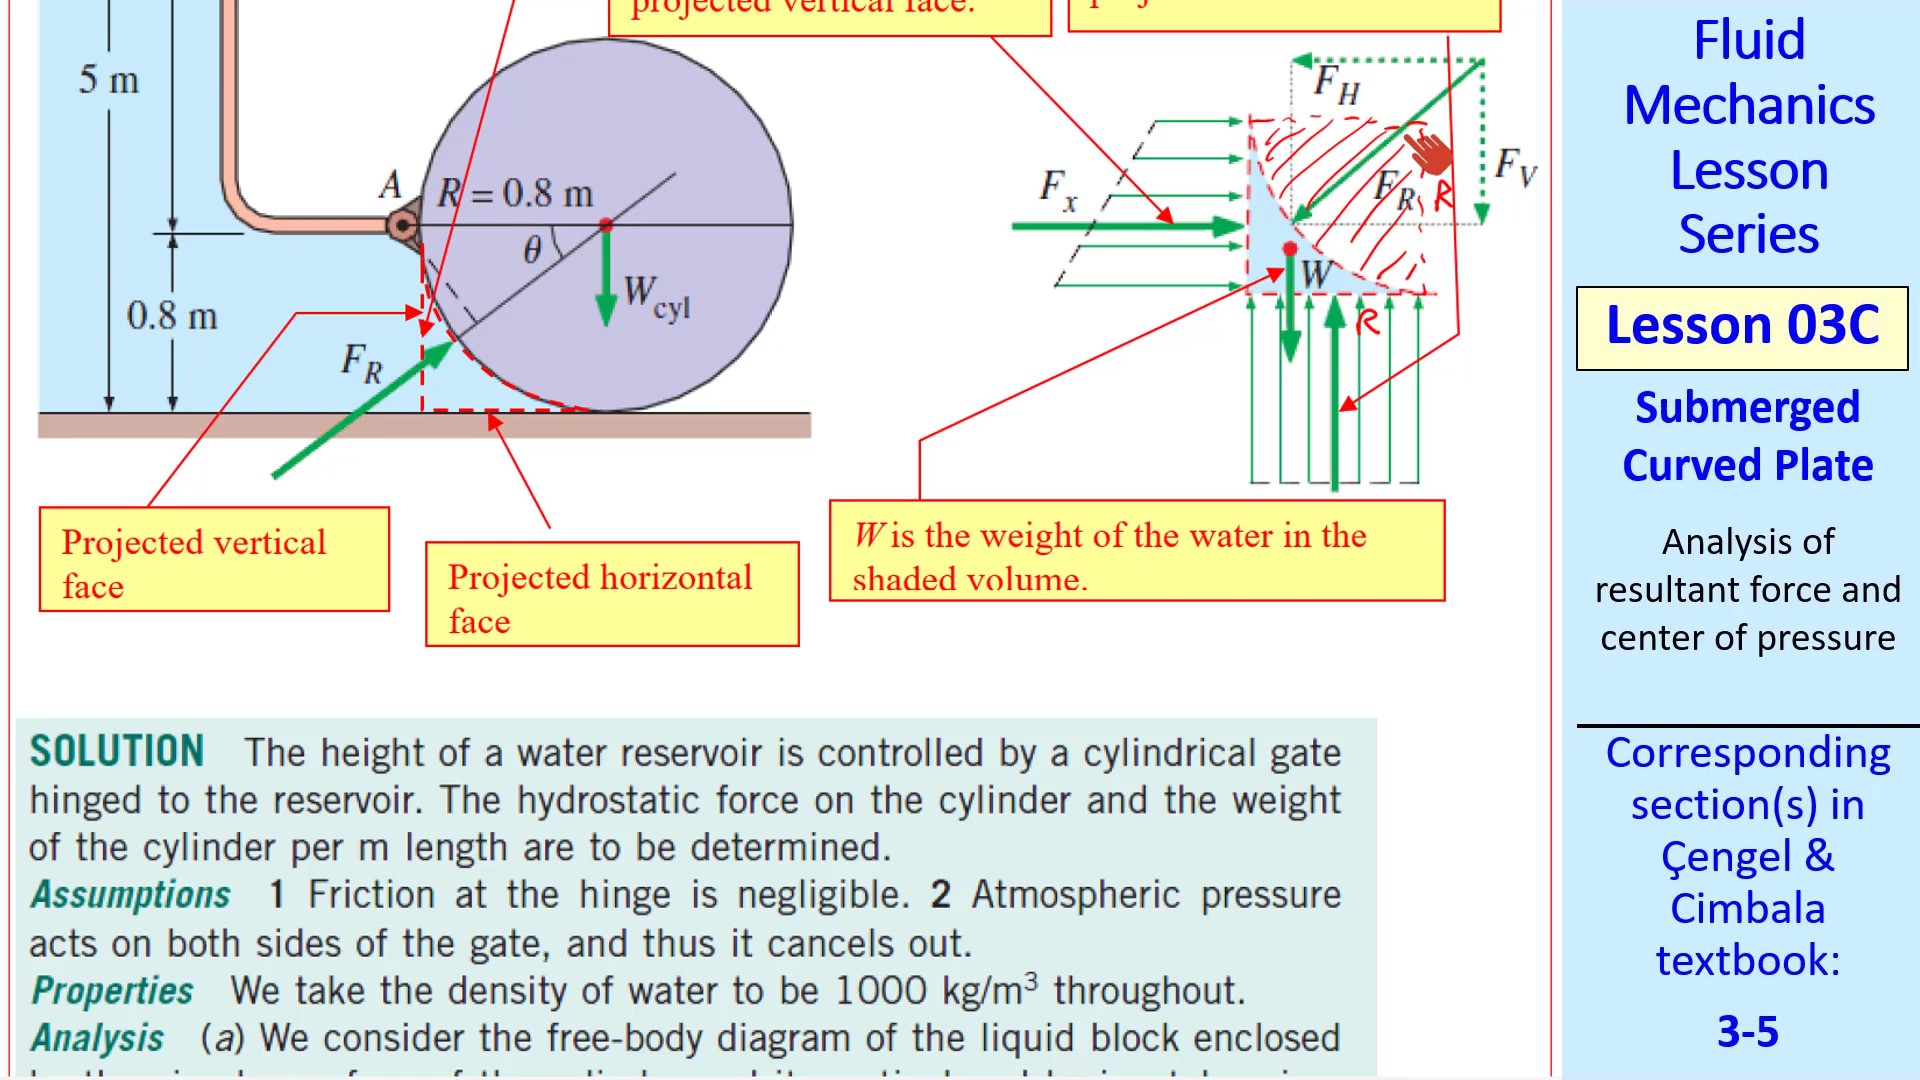 projected vertical face.
5 m
A
R = 0.8 m
θ
W_cyl
0.8 m
F_R
F_H
F_V
F_x
F_R
R
W
R
Projected vertical
face
Projected horizontal
face
W is the weight of the water in the
shaded volume.
SOLUTION The height of a water reservoir is controlled by a cylindrical gate
hinged to the reservoir. The hydrostatic force on the cylinder and the weight
of the cylinder per m length are to be determined.
Assumptions 1 Friction at the hinge is negligible. 2 Atmospheric pressure
acts on both sides of the gate, and thus it cancels out.
Properties We take the density of water to be 1000 kg/m³ throughout.
Analysis (a) We consider the free-body diagram of the liquid block enclosed
Fluid
Mechanics
Lesson
Series
Lesson 03C
Submerged
Curved Plate
Analysis of
resultant force and
center of pressure
Corresponding
section(s) in
Çengel &
Cimbala
textbook:
3-5